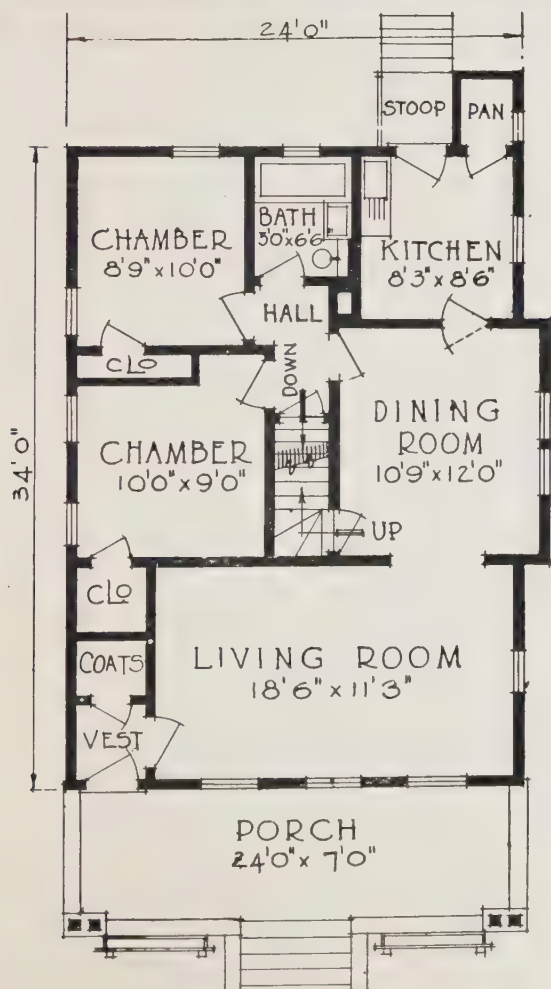 24'0"
STOOP
PAN
BATH
5'0"x6'6
CHAMBER
8'9"x10'0"
KITCHEN
8'3"x8'6"
HALL
CLO
DOWN
DINING
ROOM
10'9"x12'0"
CHAMBER
10'0"x9'0"
34'0"
UP
CLO
LIVING ROOM
18'6"x11'3"
COATS
VEST
PORCH
24'0"x7'0"